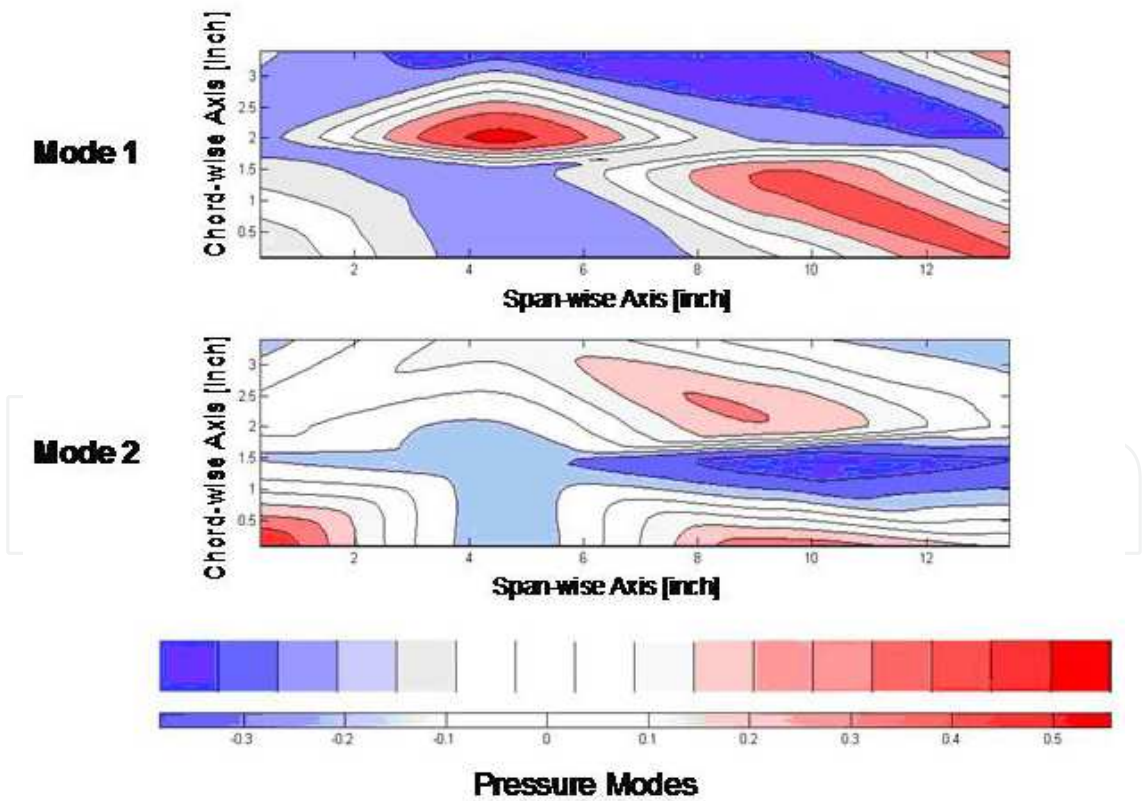 Mode 1
Chord-wise Axis [inch]
3
2.5
2
1.5
1
0.5
2 4 6 8 10 12
Span-wise Axis [inch]
Mode 2
Chord-wise Axis [inch]
3
2.5
2
1.5
1
0.5
2 4 6 8 10 12
Span-wise Axis [inch]
-0.3 -0.2 -0.1 0 0.1 0.2 0.3 0.4 0.5
Pressure Modes